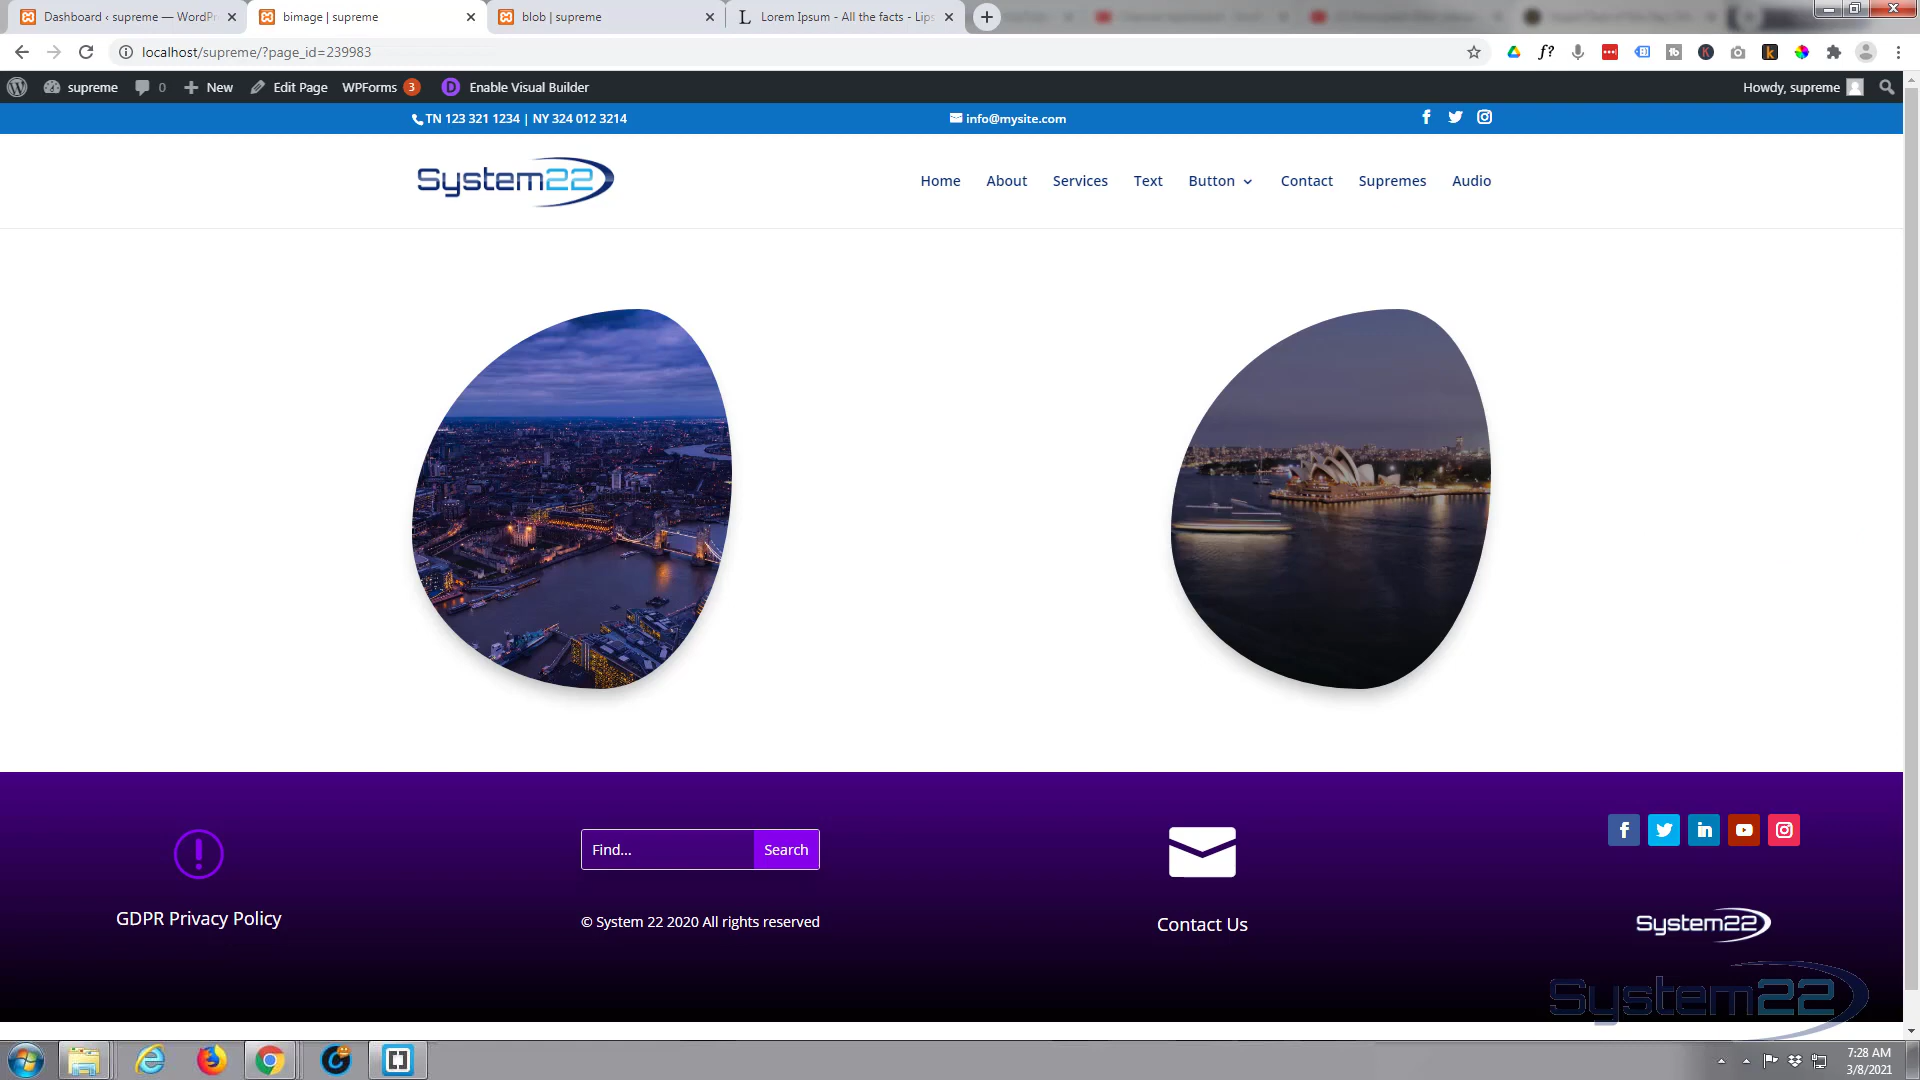 Dashboard ‹ supreme — WordPr
bimage | supreme
blob | supreme
Lorem Ipsum - All the facts - Lips
localhost/supreme/?page_id=239983
supreme 0 New Edit Page WPForms 3 Enable Visual Builder Howdy, supreme
TN 123 321 1234 | NY 324 012 3214 info@mysite.com
System22
Home About Services Text Button Contact Supremes Audio
Find... Search
GDPR Privacy Policy
© System 22 2020 All rights reserved
Contact Us
System22
System22
7:28 AM
3/8/2021